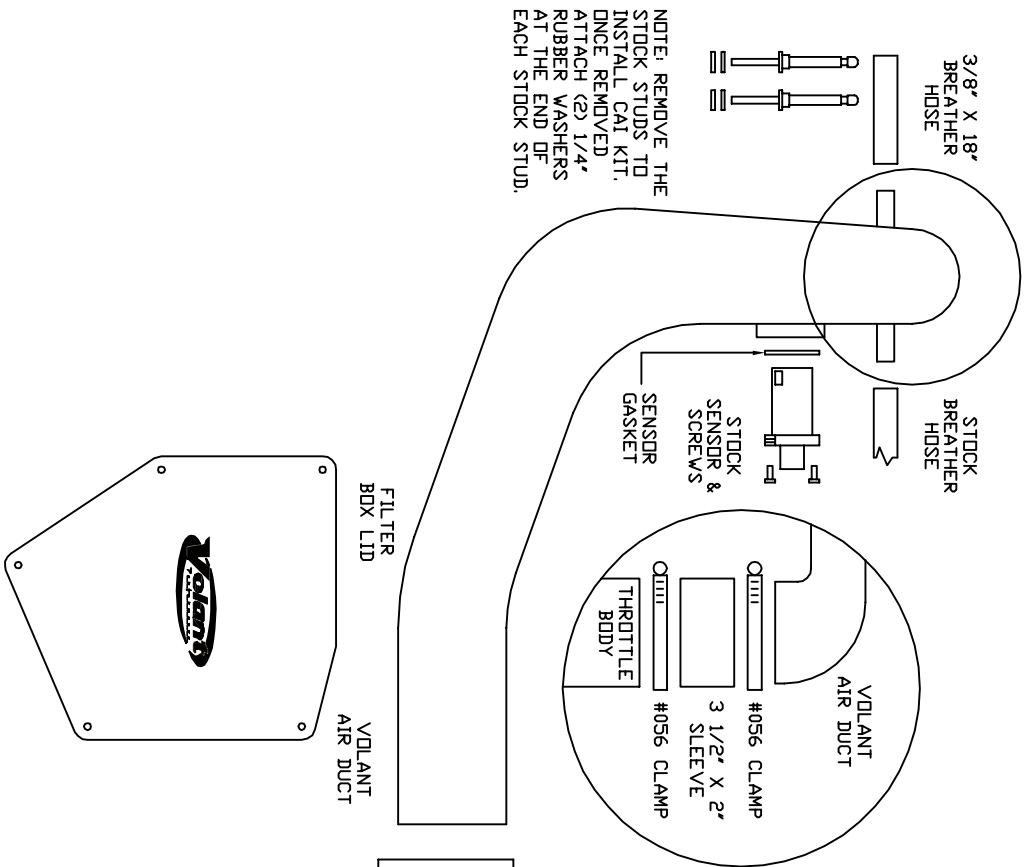 3/8" X 18"
BREATHER
HOSE
NOTE: REMOVE THE
STOCK STUDS TO
INSTALL CAI KIT.
ONCE REMOVED
ATTACH (2) 1/4"
RUBBER WASHERS
AT THE END OF
EACH STOCK STUD.
STOCK
BREATHER
HOSE
STOCK
SENSOR &
SCREWS
SENSOR
GASKET
VOLANT
AIR DUCT
#056 CLAMP
3 1/2" X 2"
SLEEVE
#056 CLAMP
THROTTLE
BODY
FILTER
BOX LID
Volant
VOLANT
AIR DUCT